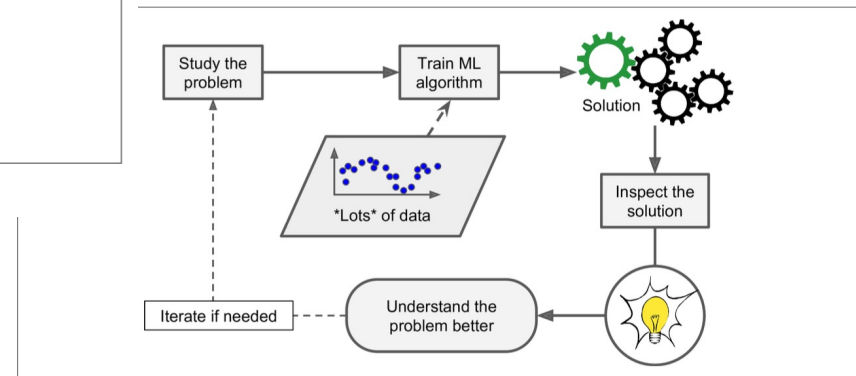 Study the
problem
Train ML
algorithm
Solution
*Lots* of data
Inspect the
solution
Understand the
problem better
Iterate if needed